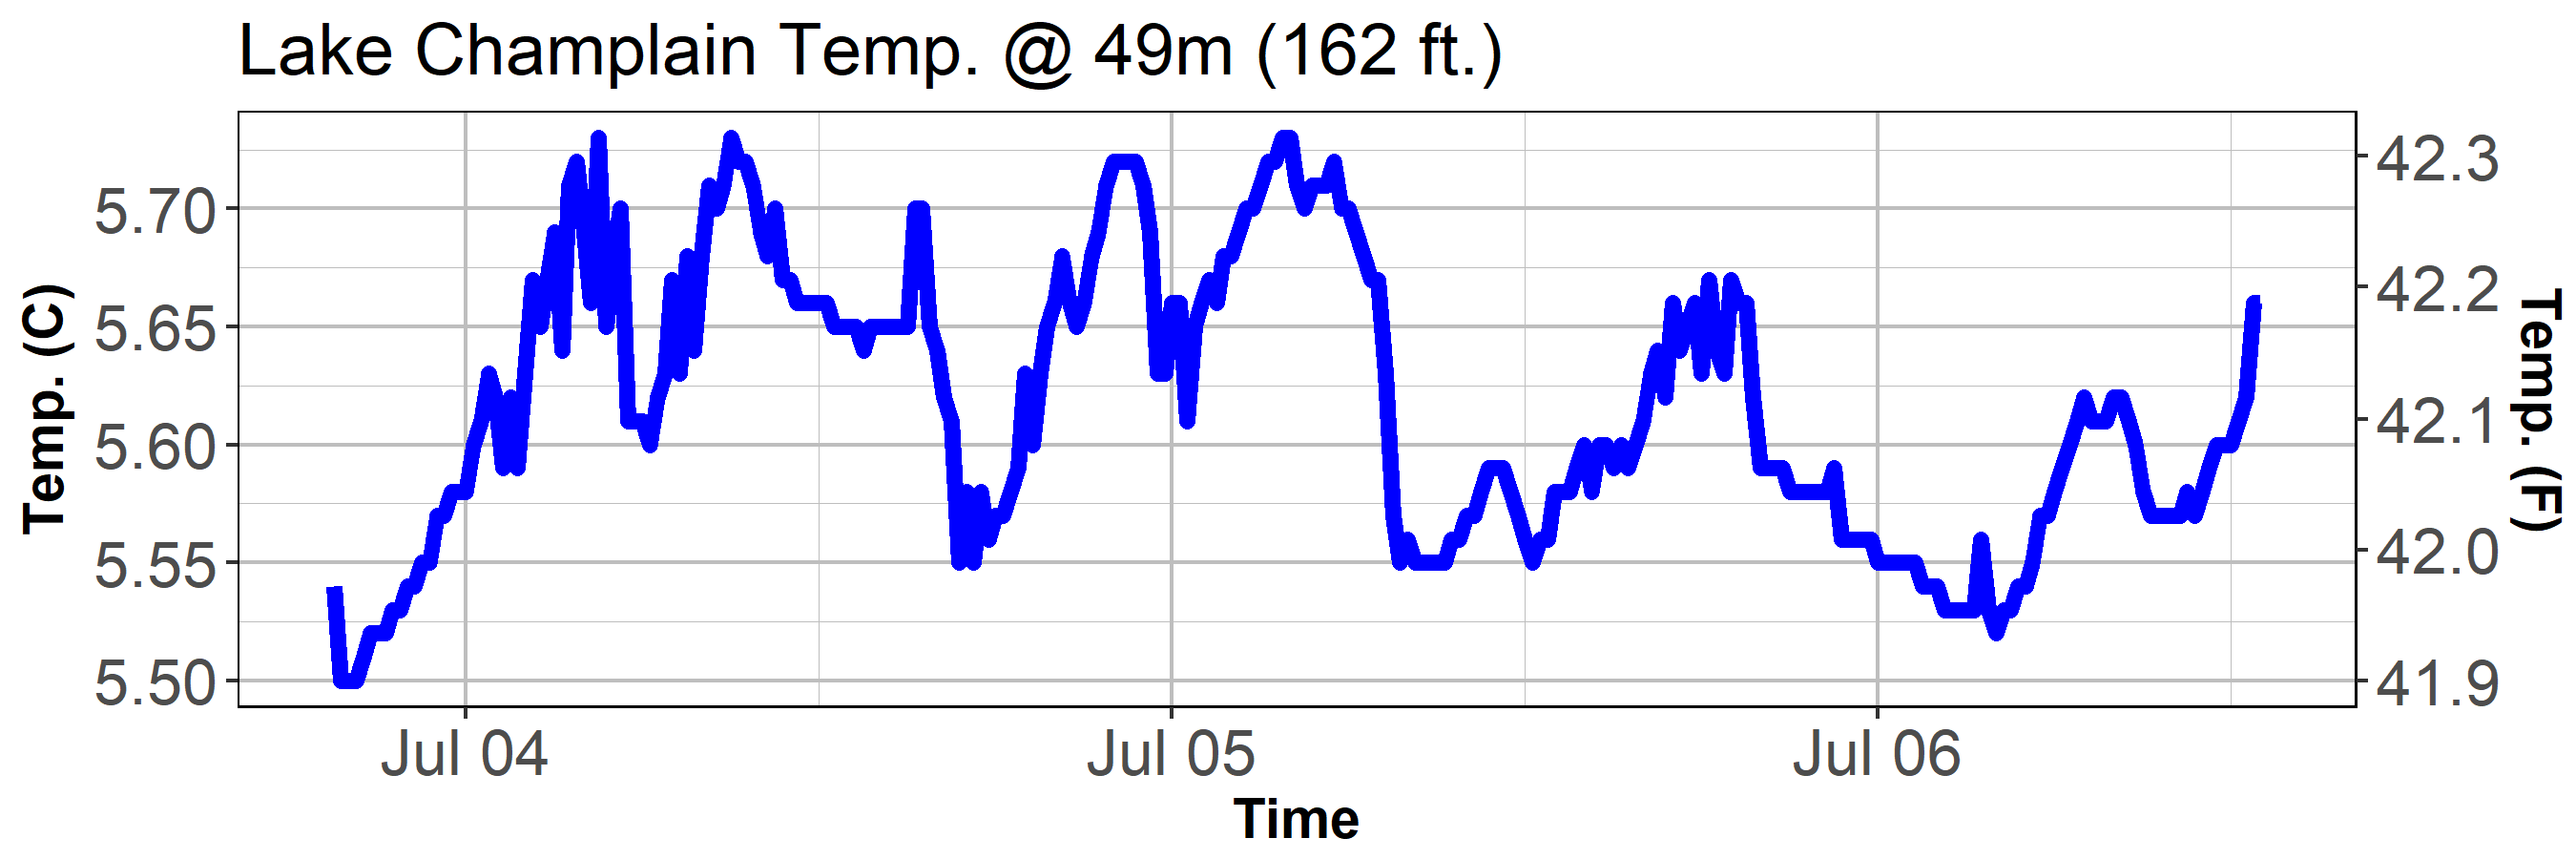 Lake Champlain Temp. @ 49m (162 ft.)
Temp. (C)
5.70
5.65
5.60
5.55
5.50
42.3
42.2
42.1
42.0
41.9
Temp. (F)
Jul 04
Jul 05
Jul 06
Time